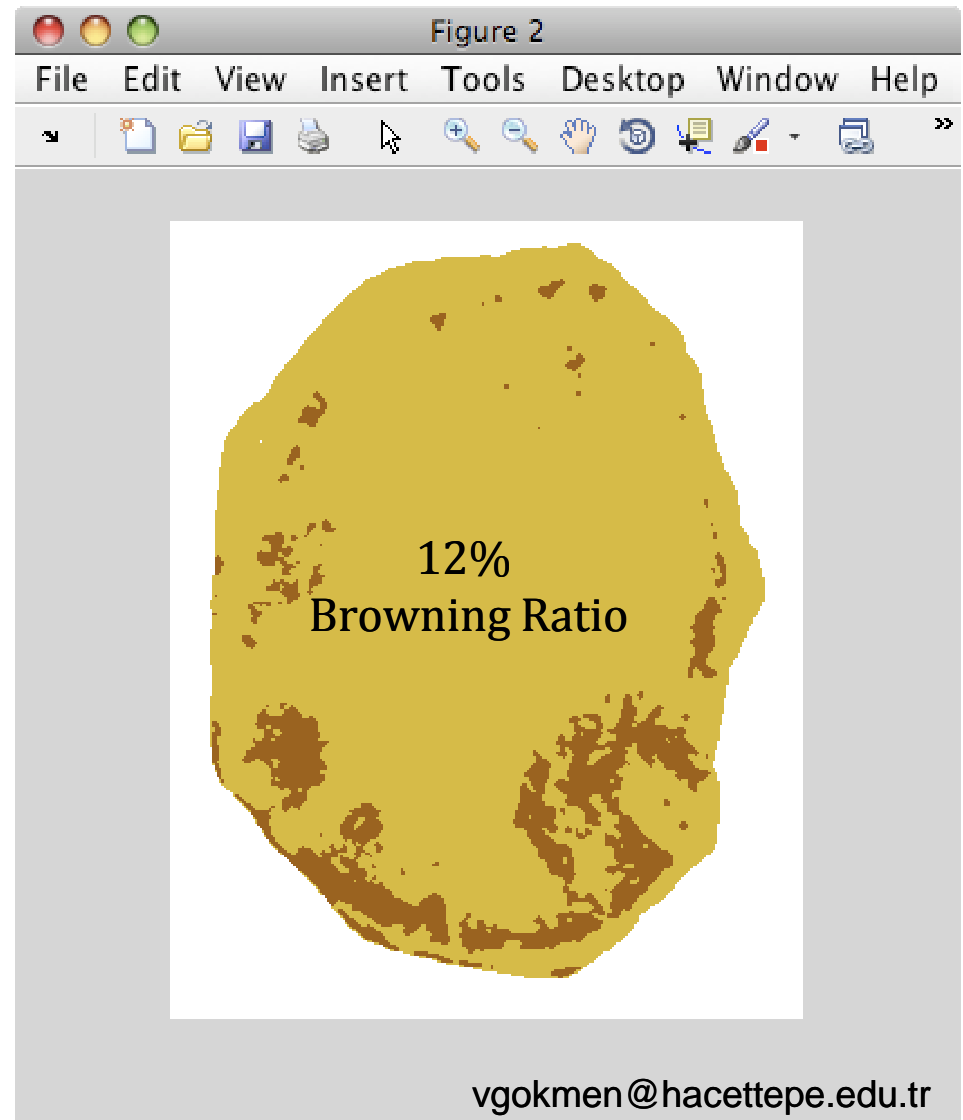 Figure 2
File Edit View Insert Tools Desktop Window Help
12%
Browning Ratio
vgokmen@hacettepe.edu.tr